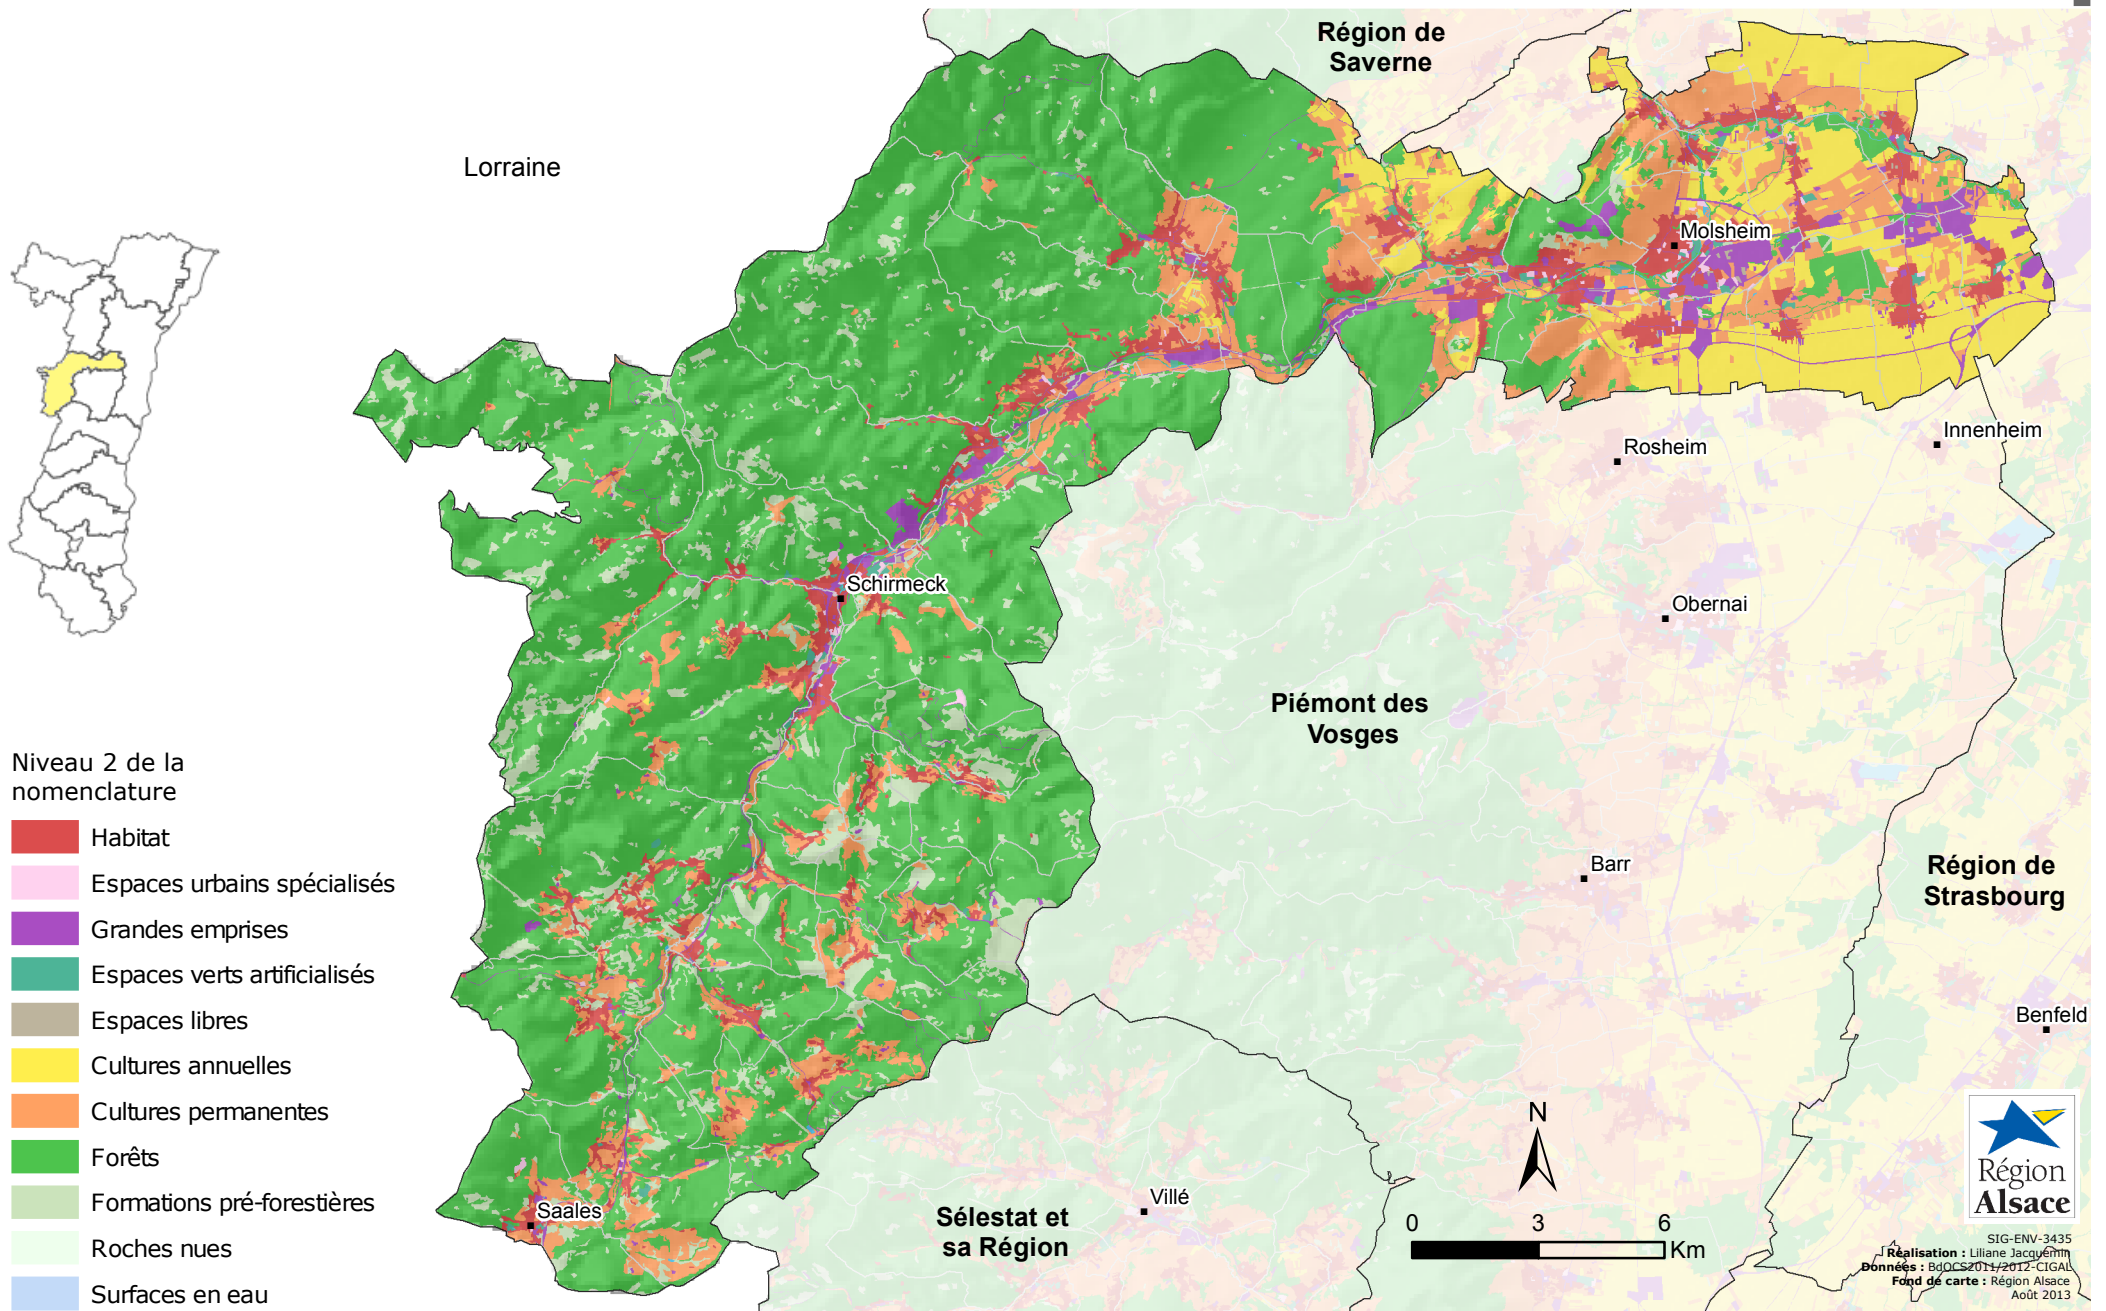 Région de
Saverne
Lorraine
Molsheim
Innenheim
Rosheim
Schirmeck
Obernai
Piémont des
Vosges
Niveau 2 de la
nomenclature
Habitat
Espaces urbains spécialisés
Grandes emprises
Espaces verts artificialisés
Espaces libres
Cultures annuelles
Cultures permanentes
Forêts
Formations pré-forestières
Roches nues
Surfaces en eau
Barr
Région de
Strasbourg
Benfeld
Saales
Villé
Sélestat et
sa Région
N
0 3 6
Km
Région
Alsace
SIG-ENV-3435
Réalisation : Liliane Jacquemin
Données : BdOCS2011/2012-CIGAL
Fond de carte : Région Alsace
Août 2013